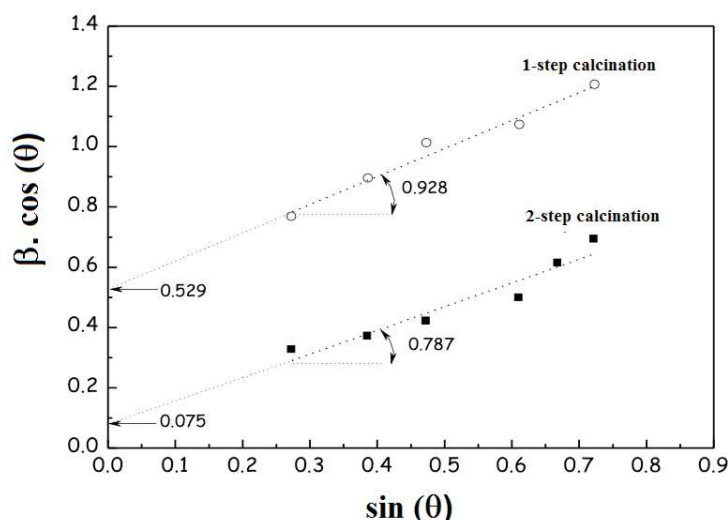 1.4
1.2
1.0
0.8
0.6
0.4
0.2
0.0
β. cos (θ)
1-step calcination
0.928
2-step calcination
0.529
0.787
0.075
0.0 0.1 0.2 0.3 0.4 0.5 0.6 0.7 0.8 0.9
sin (θ)